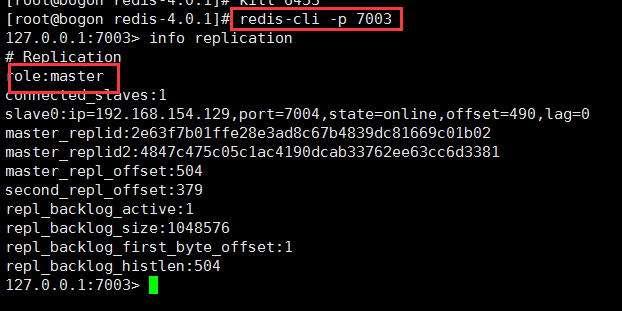 [root@bogon redis-4.0.1]# kill 6453
[root@bogon redis-4.0.1]# redis-cli -p 7003
127.0.0.1:7003> info replication
# Replication
role:master
connected_slaves:1
slave0:ip=192.168.154.129,port=7004,state=online,offset=490,lag=0
master_replid:2e63f7b01ffe28e3ad8c67b4839dc81669c01b02
master_replid2:4847c475c05c1ac4190dcab33762ee63cc6d3381
master_repl_offset:504
second_repl_offset:379
repl_backlog_active:1
repl_backlog_size:1048576
repl_backlog_first_byte_offset:1
repl_backlog_histlen:504
127.0.0.1:7003>